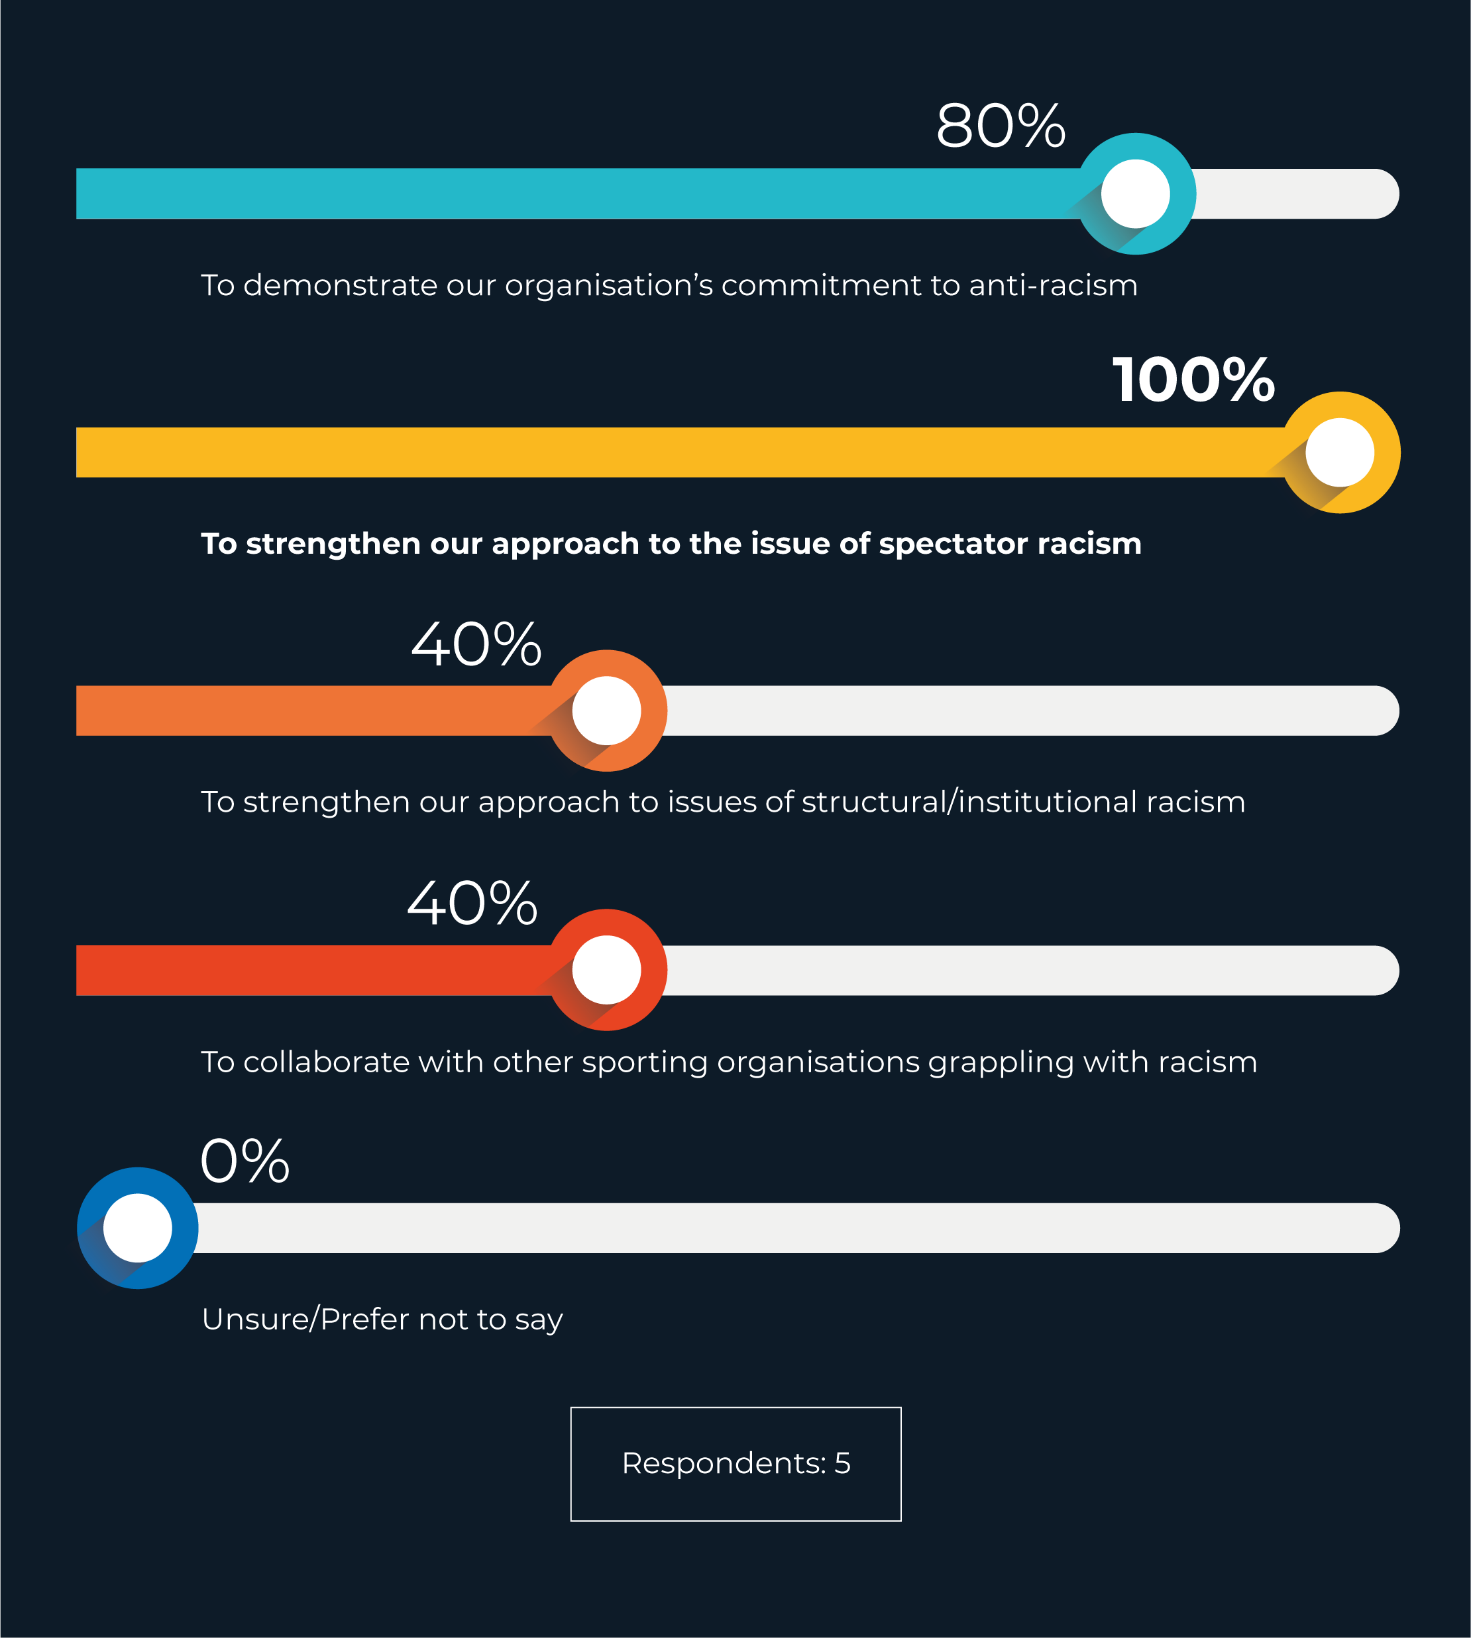 80%
To demonstrate our organisation’s commitment to anti-racism
100%
To strengthen our approach to the issue of spectator racism
40%
To strengthen our approach to issues of structural/institutional racism
40%
To collaborate with other sporting organisations grappling with racism
0%
Unsure/Prefer not to say
Respondents: 5